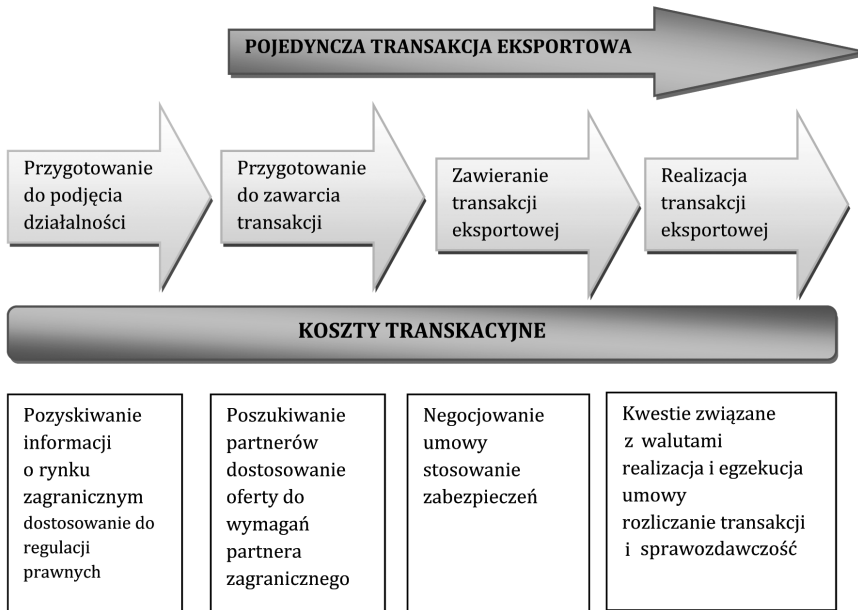 POJEDYNCZA TRANSAKCJA EKSPORTOWA
Przygotowanie
do podjęcia
działalności
Przygotowanie
do zawarcia
transakcji
Zawieranie
transakcji
eksportowej
Realizacja
transakcji
eksportowej
KOSZTY TRANSKACYJNE
Pozyskiwanie
informacji
o rynku
zagranicznym
dostosowanie do
regulacji
prawnych
Poszukiwanie
partnerów
dostosowanie
oferty do
wymagań
partnera
zagranicznego
Negocjowanie
umowy
stosowanie
zabezpieczeń
Kwestie związane
z walutami
realizacja i egzekucja
umowy
rozliczanie transakcji
i sprawozdawczość